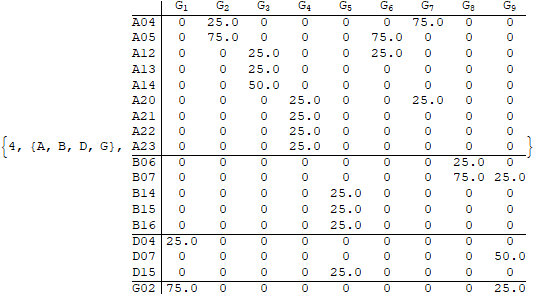 G1 G2 G3 G4 G5 G6 G7 G8 G9
A04 0 25.0 0 0 0 0 75.0 0 0
A05 0 75.0 0 0 0 75.0 0 0 0
A12 0 0 25.0 0 0 25.0 0 0 0
A13 0 0 25.0 0 0 0 0 0 0
A14 0 0 50.0 0 0 0 0 0 0
A20 0 0 0 25.0 0 0 25.0 0 0
A21 0 0 0 25.0 0 0 0 0 0
A22 0 0 0 25.0 0 0 0 0 0
{4, {A, B, D, G}, A23 0 0 0 25.0 0 0 0 0 0 }
B06 0 0 0 0 0 0 0 25.0 0
B07 0 0 0 0 0 0 0 75.0 25.0
B14 0 0 0 0 25.0 0 0 0 0
B15 0 0 0 0 25.0 0 0 0 0
B16 0 0 0 0 25.0 0 0 0 0
D04 25.0 0 0 0 0 0 0 0 0
D07 0 0 0 0 0 0 0 0 50.0
D15 0 0 0 0 25.0 0 0 0 0
G02 75.0 0 0 0 0 0 0 0 25.0